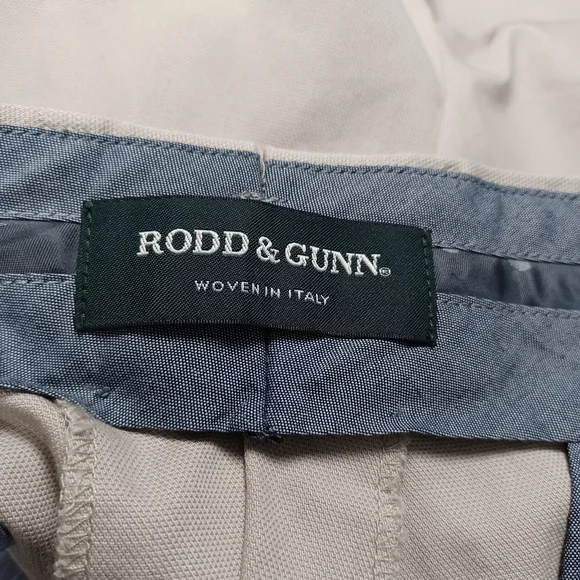 RODD & GUNN®
WOVEN IN ITALY